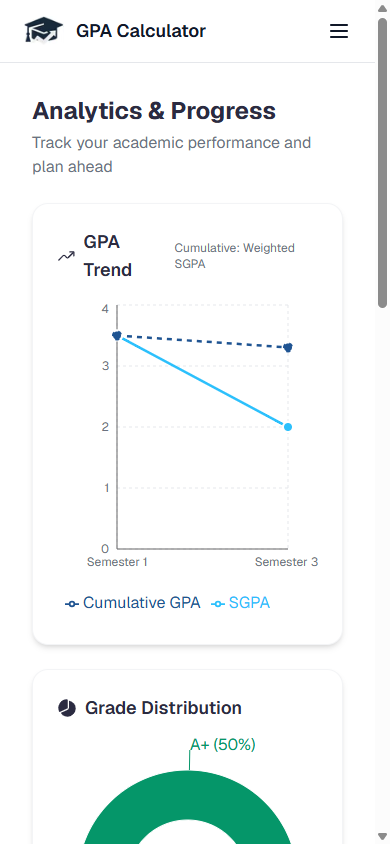 GPA Calculator
Analytics & Progress
Track your academic performance and
plan ahead
GPA
Trend
Cumulative: Weighted
SGPA
4
3
2
1
0
Semester 1
Semester 3
Cumulative GPA
SGPA
Grade Distribution
A+ (50%)